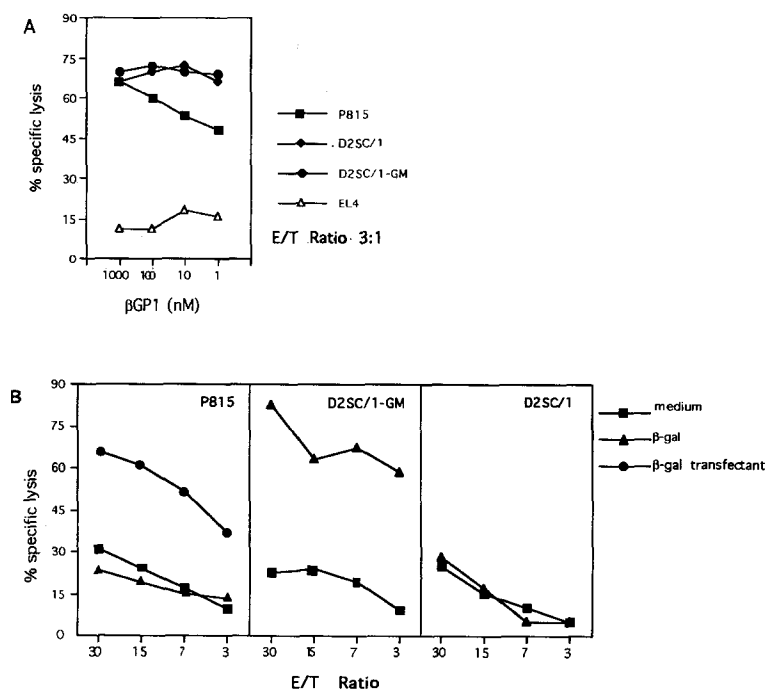 A
90
75
60
45
30
15
0
% specific lysis
1000 100 10 1
βGP1 (nM)
P815
D2SC/1
D2SC/1-GM
EL4
E/T Ratio 3:1
B
90
75
60
45
30
15
0
% specific lysis
P815
D2SC/1-GM
D2SC/1
30 15 7 3
30 15 7 3
30 15 7 3
E/T Ratio
medium
β-gal
β-gal transfectant